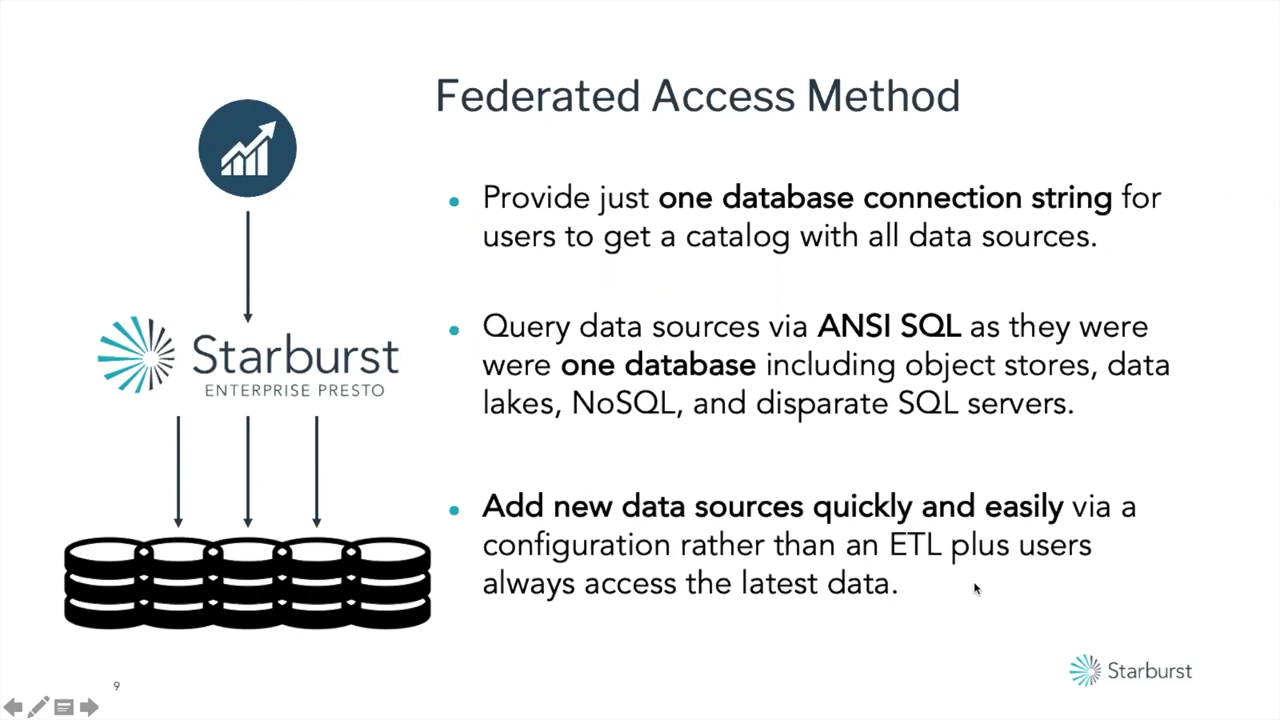 Federated Access Method
• Provide just one database connection string for
users to get a catalog with all data sources.
• Query data sources via ANSI SQL as they were
were one database including object stores, data
lakes, NoSQL, and disparate SQL servers.
• Add new data sources quickly and easily via a
configuration rather than an ETL plus users
always access the latest data.
Starburst
ENTERPRISE PRESTO
9
Starburst